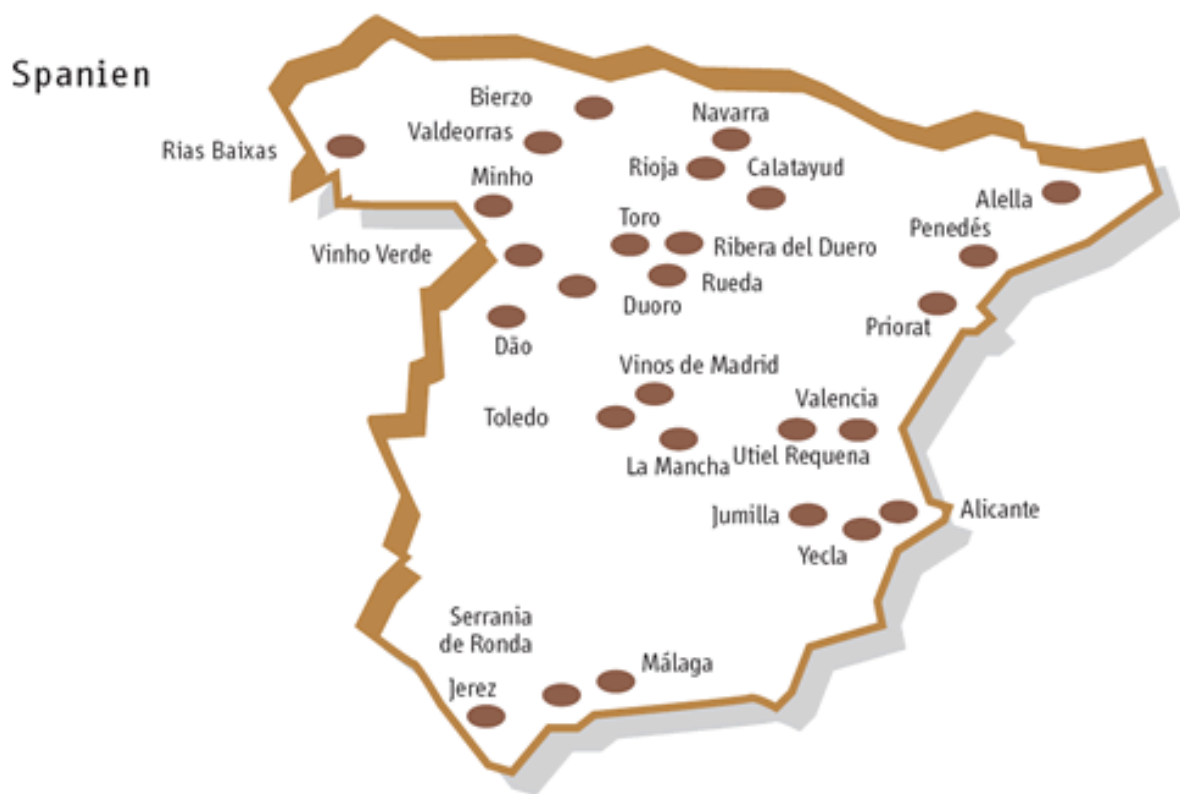 Spanien
Bierzo
Navarra
Valdeorras
Rias Baixas
Rioja
Calatayud
Minho
Alella
Toro
Penedés
Vinho Verde
Ribera del Duero
Rueda
Duoro
Priorat
Dão
Vinos de Madrid
Valencia
Toledo
La Mancha
Utiel Requena
Jumilla
Alicante
Yecla
Serrania
de Ronda
Málaga
Jerez